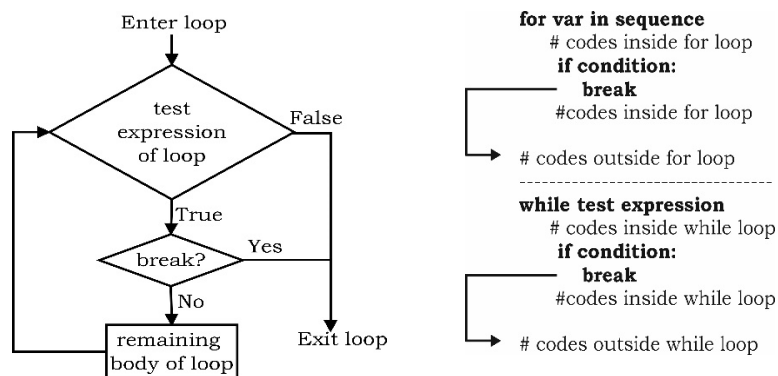 Enter loop
test
expression
of loop
False
True
break?
Yes
No
remaining
body of loop
Exit loop
for var in sequence
# codes inside for loop
if condition:
break
#codes inside for loop
# codes outside for loop
while test expression
# codes inside while loop
if condition:
break
#codes inside while loop
# codes outside while loop